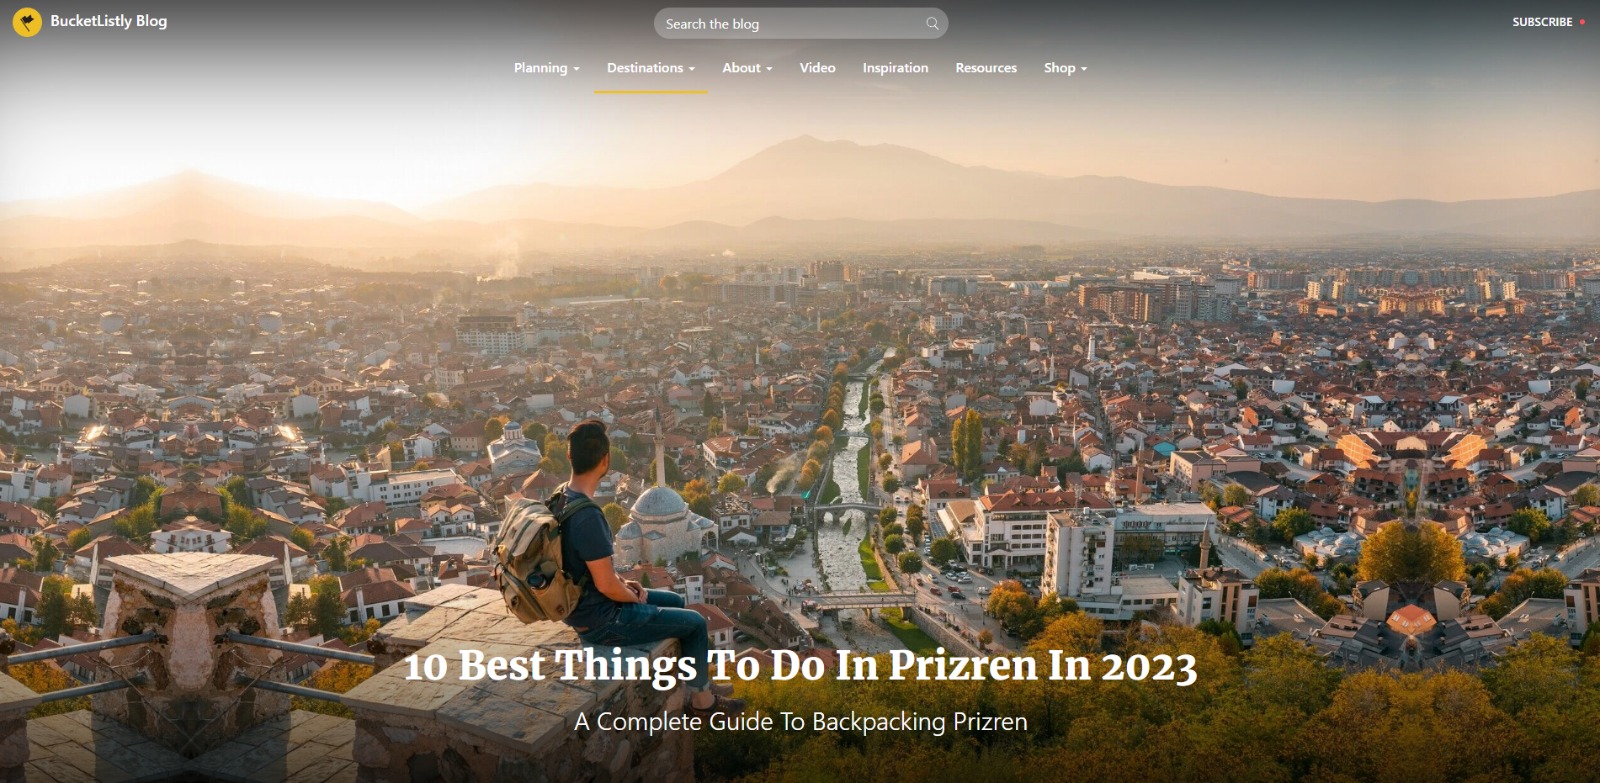 BucketListly Blog
Search the blog
SUBSCRIBE
Planning Destinations About Video Inspiration Resources Shop
10 Best Things To Do In Prizren In 2023
A Complete Guide To Backpacking Prizren